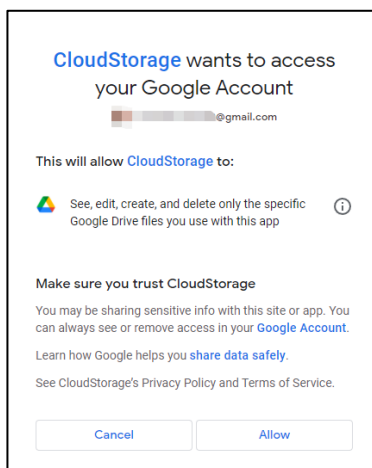 CloudStorage wants to access
your Google Account
@gmail.com
This will allow CloudStorage to:
See, edit, create, and delete only the specific
Google Drive files you use with this app
Make sure you trust CloudStorage
You may be sharing sensitive info with this site or app. You
can always see or remove access in your Google Account.
Learn how Google helps you share data safely.
See CloudStorage's Privacy Policy and Terms of Service.
Cancel
Allow